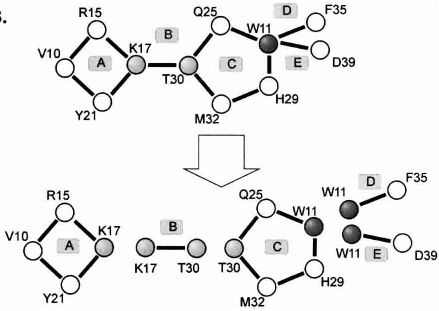 B.
R15
Q25
D
F35
W11
V10
A
K17
B
T30
C
E
D39
Y21
M32
H29
R15
Q25
W11
D
F35
V10
A
K17
B
W11
C
K17
T30
T30
W11
E
D39
H29
Y21
M32